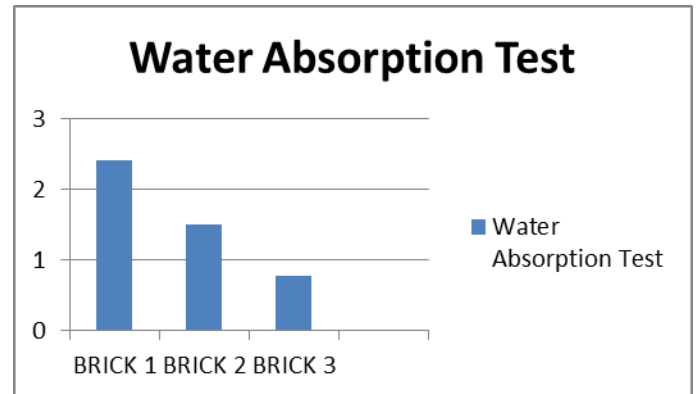 Water Absorption Test
3
2
1
0
BRICK 1 BRICK 2 BRICK 3
Water
Absorption Test